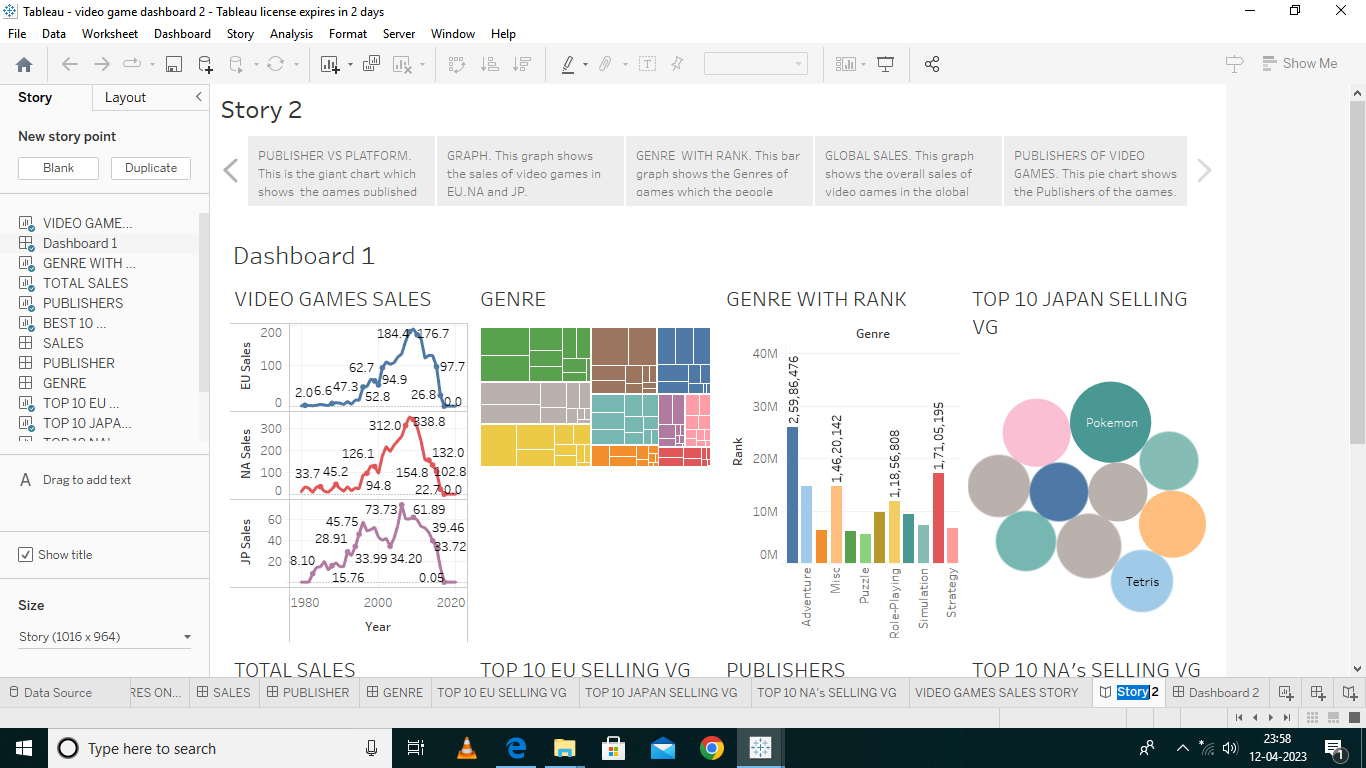 Tableau - video game dashboard 2 - Tableau license expires in 2 days
File Data Worksheet Dashboard Story Analysis Format Server Window Help
Show Me
Story Layout
New story point
Blank Duplicate
VIDEO GAME...
Dashboard 1
GENRE WITH ...
TOTAL SALES
PUBLISHERS
BEST 10 ...
SALES
PUBLISHER
GENRE
TOP 10 EU ...
TOP 10 JAPA...
Drag to add text
Show title
Size
Story (1016 x 964)
Story 2
PUBLISHER VS PLATFORM.
This is the giant chart which
shows the games published
GRAPH. This graph shows
the sales of video games in
EU,NA and JP.
GENRE WITH RANK. This bar
graph shows the Genres of
games which the people
GLOBAL SALES. This graph
shows the overall sales of
video games in the global
PUBLISHERS OF VIDEO
GAMES. This pie chart shows
the Publishers of the games.
Dashboard 1
VIDEO GAMES SALES
EU Sales
200
100
0
184.4 176.7
62.7 97.7
2.0 6.6 47.3 94.9
52.8 26.8 0.0
NA Sales
300
200
100
0
312.0 338.8
126.1 132.0
33.7 45.2 154.8 102.8
94.8 22.7 0.0
JP Sales
60
40
20
73.73 61.89
45.75 39.46
28.91 33.72
8.10 33.99 34.20
15.76 0.05
1980 2000 2020
Year
GENRE
GENRE WITH RANK
Genre
Rank
40M
30M
20M
10M
0M
2,59,86,476
1,46,20,142
1,18,56,808
1,71,05,195
Adventure
Misc
Puzzle
Role-Playing
Simulation
Strategy
TOP 10 JAPAN SELLING
VG
Pokemon
Tetris
TOTAL SALES
TOP 10 EU SELLING VG
PUBLISHERS
TOP 10 NA's SELLING VG
Data Source RES ON... SALES PUBLISHER GENRE TOP 10 EU SELLING VG TOP 10 JAPAN SELLING VG TOP 10 NA's SELLING VG VIDEO GAMES SALES STORY Story 2 Dashboard 2
Type here to search
23:58
12-04-2023
1